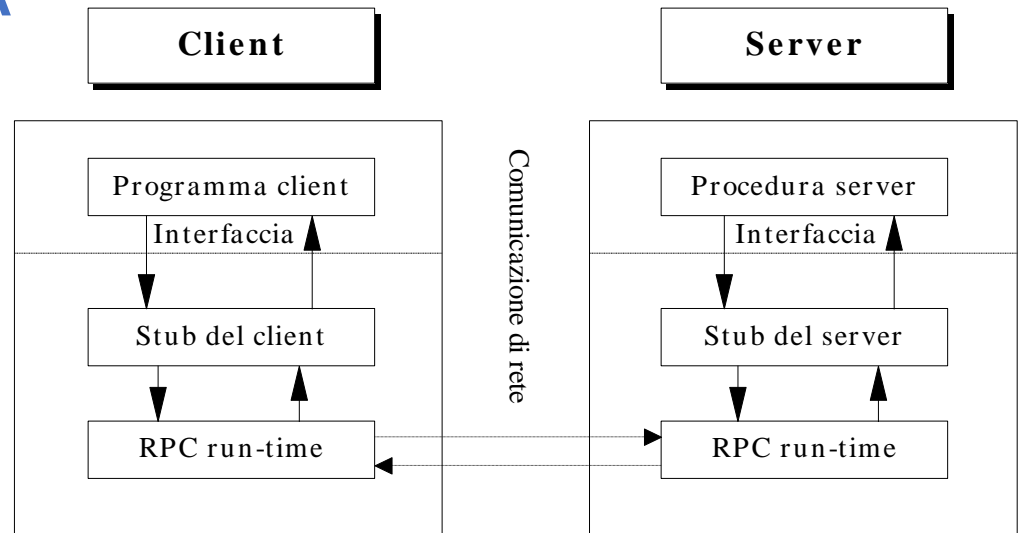 Client
Server
Programma client
Interfaccia
Stub del client
RPC run-time
Comunicazione di rete
Procedura server
Interfaccia
Stub del server
RPC run-time